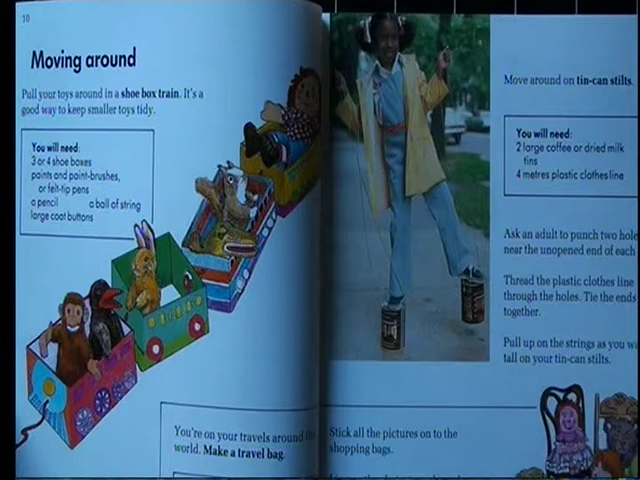 10
Moving around
Pull your toys around in a shoe box train. It's a
good way to keep smaller toys tidy.
You will need:
3 or 4 shoe boxes
paints and paint-brushes,
or felt-tip pens
a pencil a ball of string
large coat buttons
You're on your travels around the
world. Make a travel bag.
Move around on tin-can stilts.
You will need:
2 large coffee or dried milk
tins
4 metres plastic clothes line
Ask an adult to punch two hole
near the unopened end of each
Thread the plastic clothes line
through the holes. Tie the ends
together.
Pull up on the strings as you wa
tall on your tin-can stilts.
Stick all the pictures on to the
shopping bags.